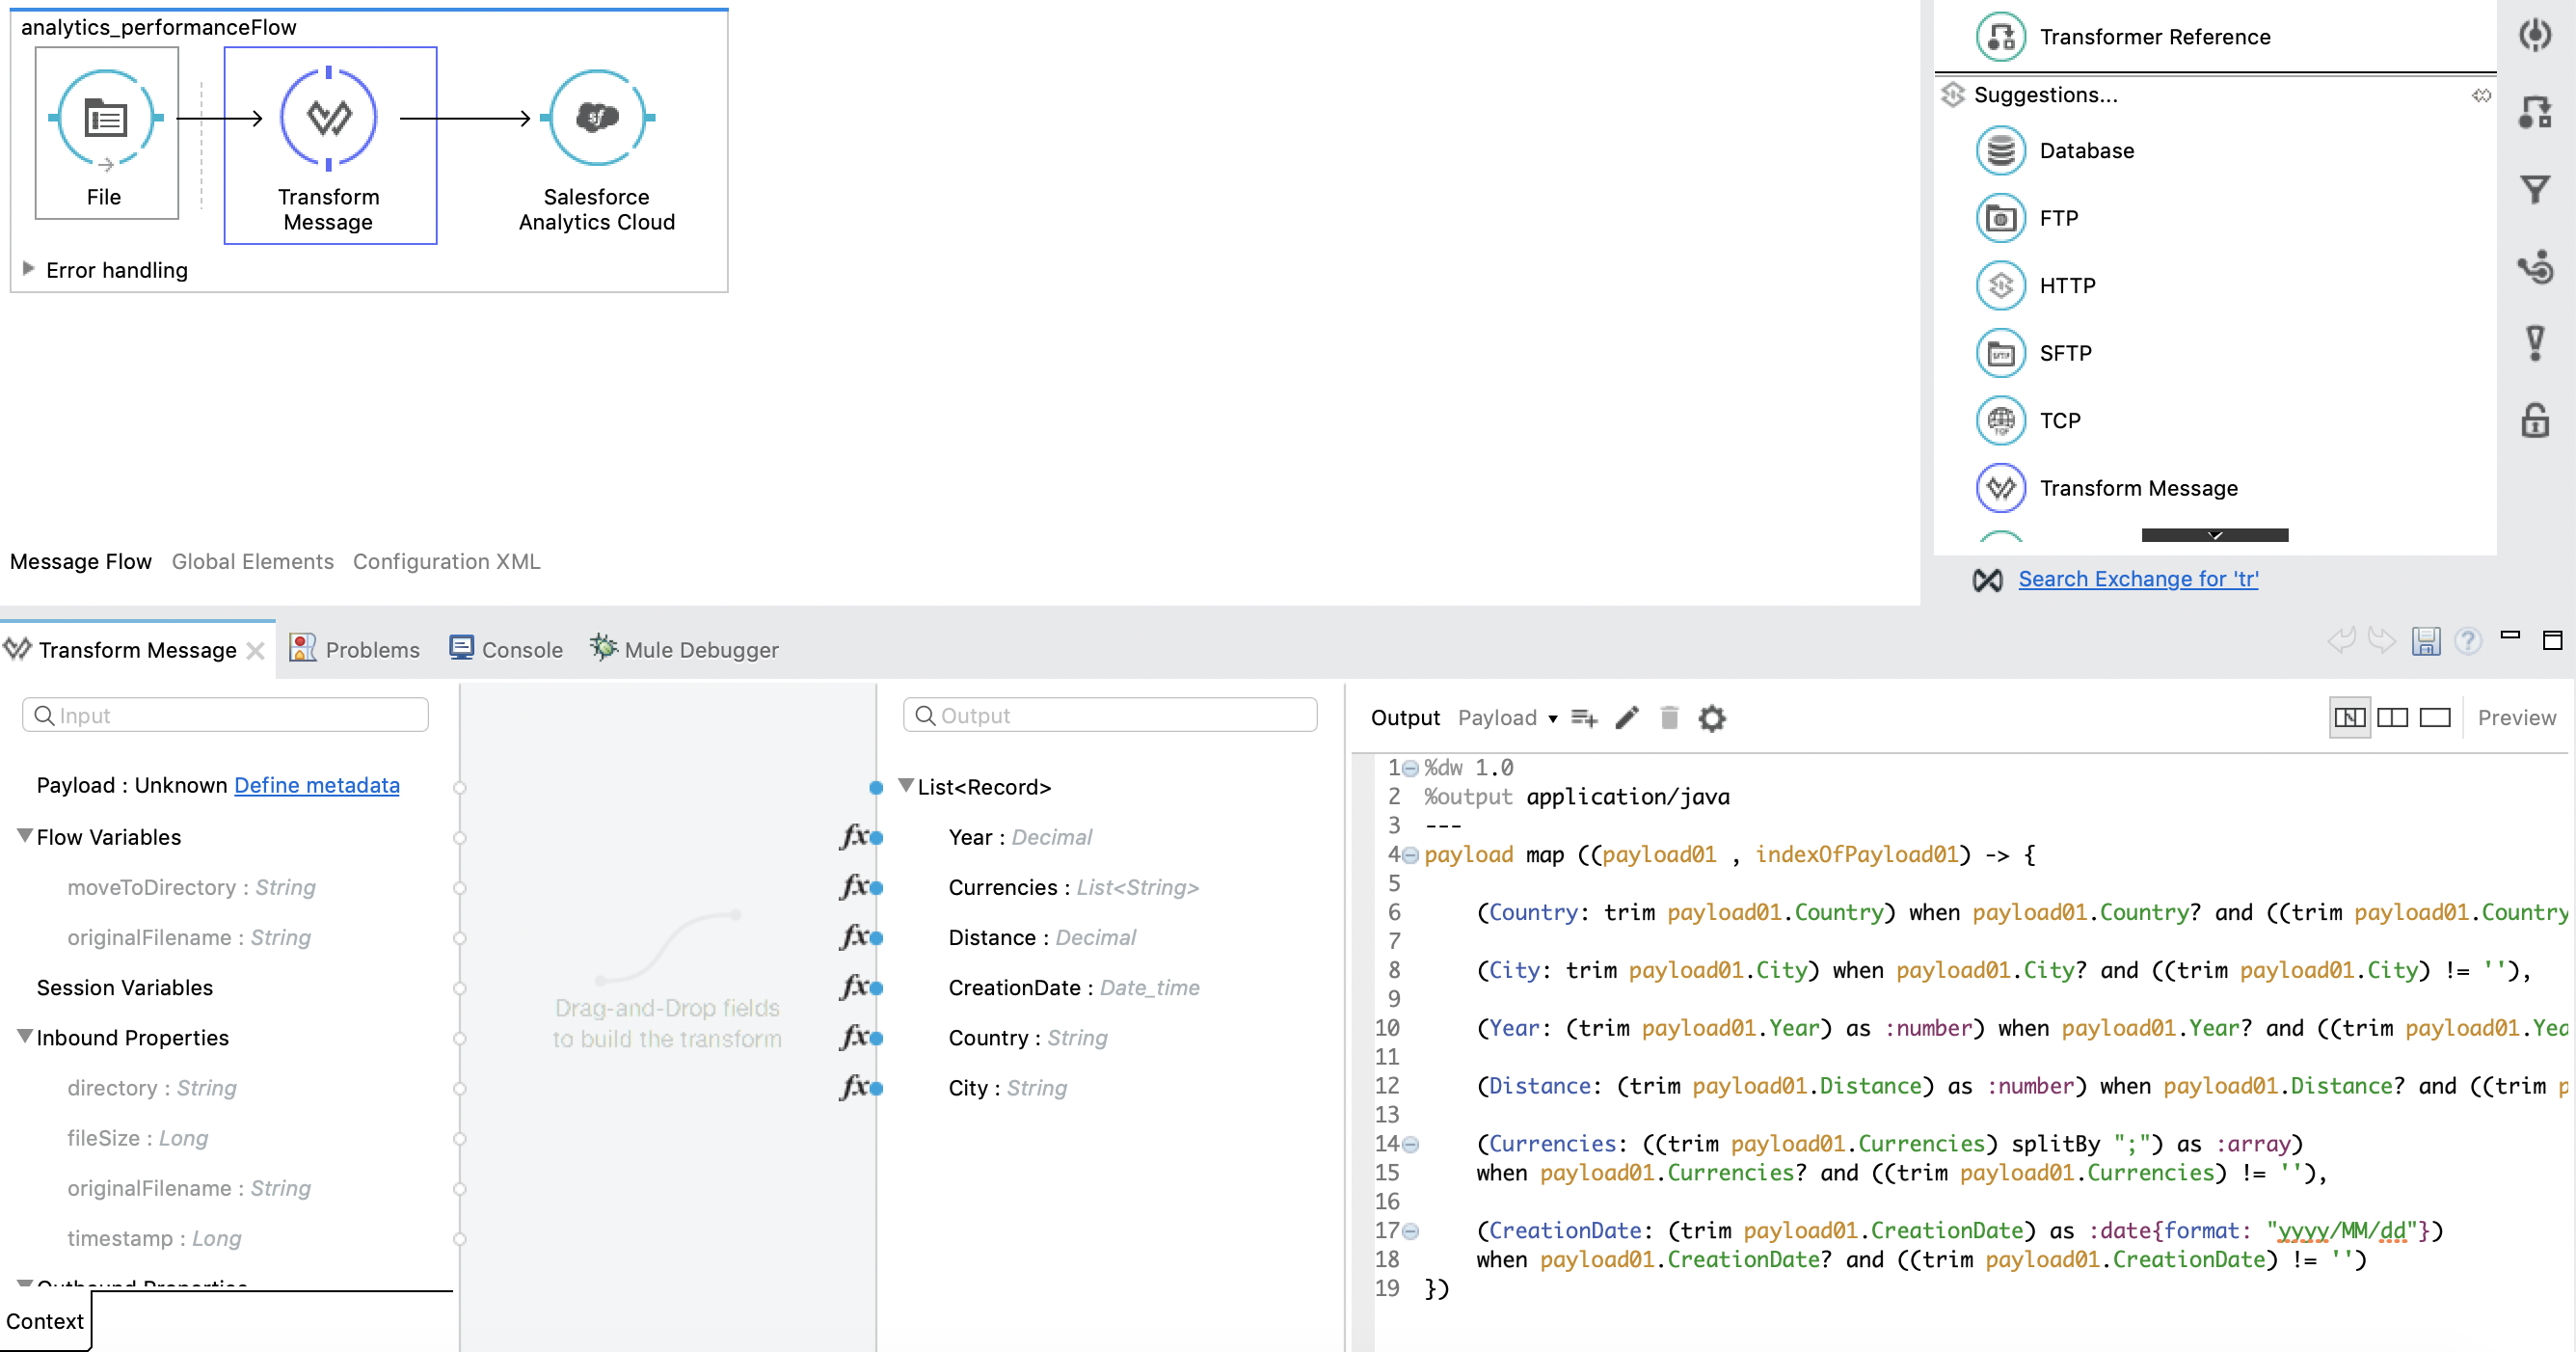 analytics_performanceFlow
File
Transform
Message
Salesforce
Analytics Cloud
Error handling
Message Flow
Global Elements
Configuration XML
Transformer Reference
Suggestions...
Database
FTP
HTTP
SFTP
TCP
Transform Message
Search Exchange for 'tr'
Transform Message
Problems
Console
Mule Debugger
Input
Payload : Unknown Define metadata
Flow Variables
moveToDirectory : String
originalFilename : String
Session Variables
Inbound Properties
directory : String
fileSize : Long
originalFilename : String
timestamp : Long
Outbound Properties
Context
Drag-and-Drop fields
to build the transform
fx
fx
fx
fx
fx
fx
Output
List<Record>
Year : Decimal
Currencies : List<String>
Distance : Decimal
CreationDate : Date_time
Country : String
City : String
Output Payload
Preview
1 %dw 1.0
2 %output application/java
3 ---
4 payload map ((payload01 , indexOfPayload01) -> {
5
6 (Country: trim payload01.Country) when payload01.Country? and ((trim payload01.Country
7
8 (City: trim payload01.City) when payload01.City? and ((trim payload01.City) != ''),
9
10 (Year: (trim payload01.Year) as :number) when payload01.Year? and ((trim payload01.Yea
11
12 (Distance: (trim payload01.Distance) as :number) when payload01.Distance? and ((trim p
13
14 (Currencies: ((trim payload01.Currencies) splitBy ";") as :array)
15 when payload01.Currencies? and ((trim payload01.Currencies) != ''),
16
17 (CreationDate: (trim payload01.CreationDate) as :date{format: "yyyy/MM/dd"})
18 when payload01.CreationDate? and ((trim payload01.CreationDate) != '')
19 })